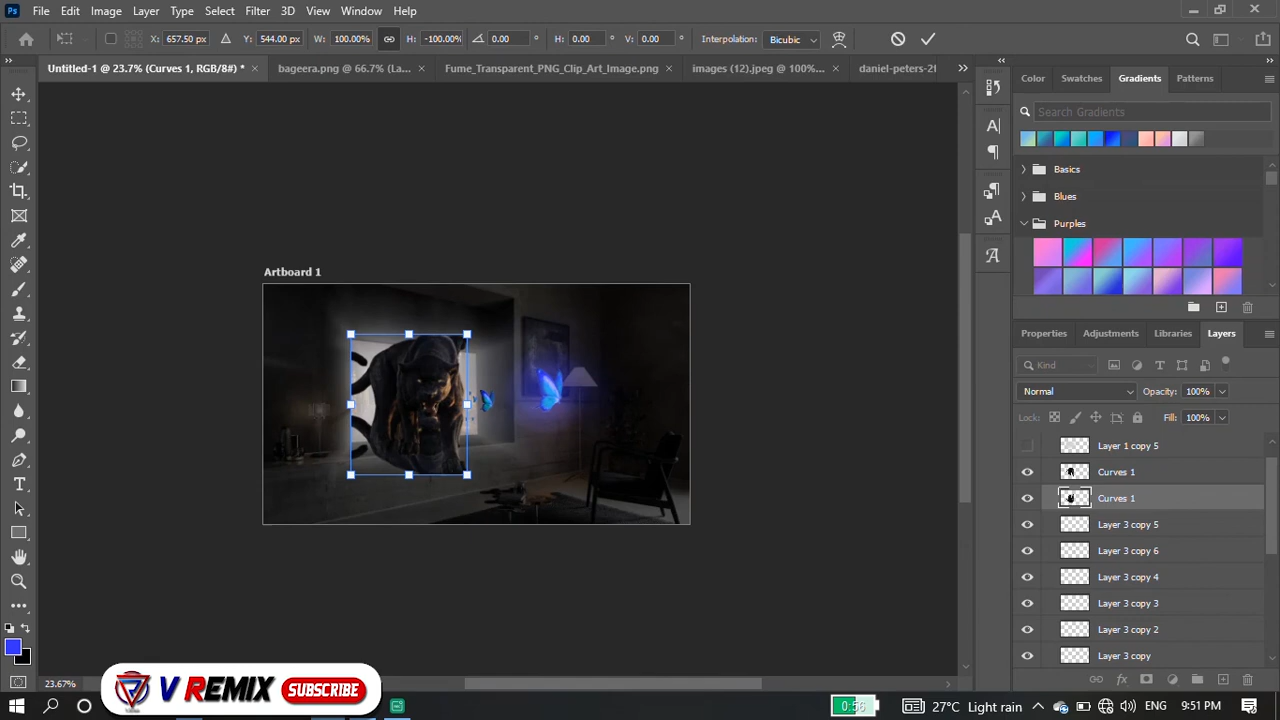 Ps File Edit Image Layer Type Select Filter 3D View Window Help
X: 657.50 px Y: 544.00 px W: 100.00% H: -100.00% 0.00 ° H: 0.00 ° V: 0.00 ° Interpolation: Bicubic
Untitled-1 @ 23.7% (Curves 1, RGB/8#) * × bageera.png @ 66.7% (La... × Fume_Transparent_PNG_Clip_Art_Image.png × images (12).jpeg @ 100%... × daniel-peters-2f
Color Swatches Gradients Patterns
Search Gradients
Basics
Blues
Purples
Artboard 1
Properties Adjustments Libraries Layers
Kind
Normal Opacity: 100%
Lock: Fill: 100%
Layer 1 copy 5
Curves 1
Curves 1
Layer 3 copy 5
Layer 3 copy 6
Layer 3 copy 4
Layer 3 copy 3
Layer 3 copy 2
Layer 3 copy
23.67%
V REMIX SUBSCRIBE
0:56 27°C Light rain ENG 9:51 PM